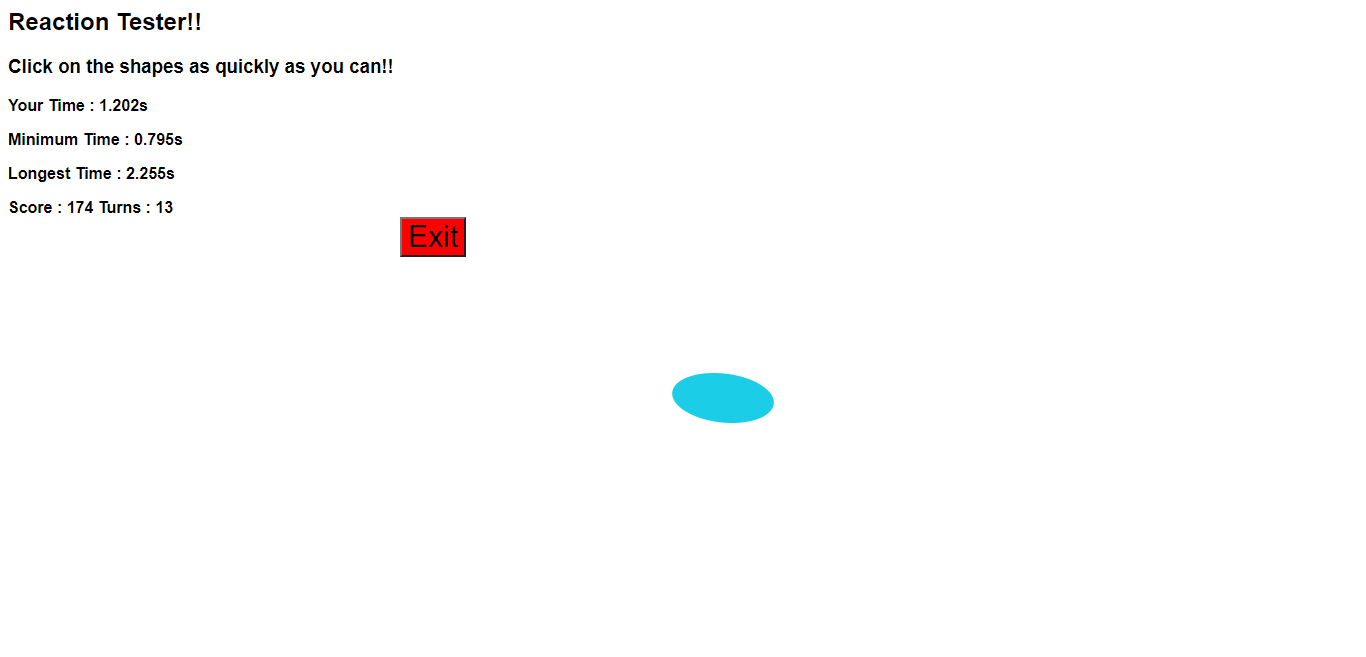 Reaction Tester!!
Click on the shapes as quickly as you can!!
Your Time : 1.202s
Minimum Time : 0.795s
Longest Time : 2.255s
Score : 174 Turns : 13
Exit